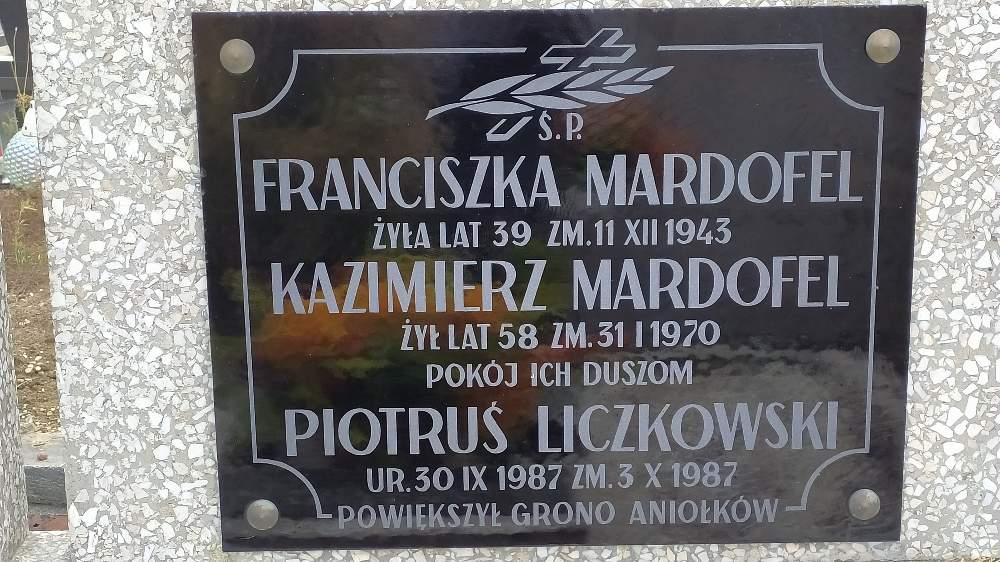 Ś.P.
FRANCISZKA MARDOFEL
ŻYŁA LAT 39 ZM.11 XII 1943
KAZIMIERZ MARDOFEL
ŻYŁ LAT 58 ZM.31 I 1970
POKÓJ ICH DUSZOM
PIOTRUŚ LICZKOWSKI
UR.30 IX 1987 ZM.3 X 1987
POWIĘKSZYŁ GRONO ANIOŁKÓW